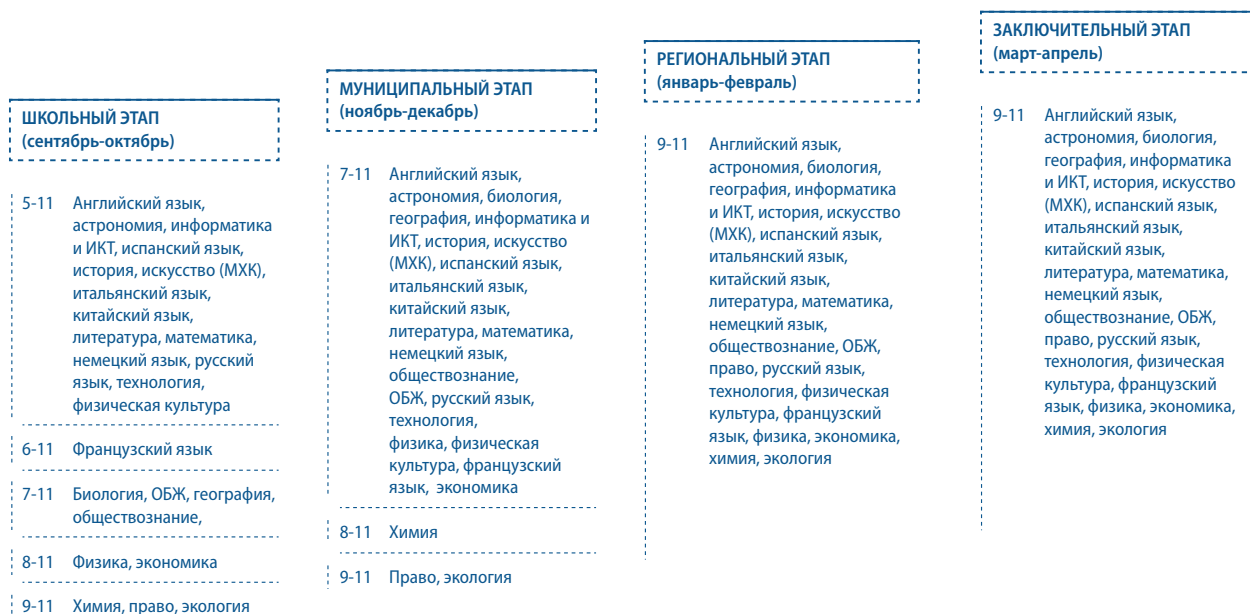 ШКОЛЬНЫЙ ЭТАП
(сентябрь-октябрь)
5-11 Английский язык,
астрономия, информатика
и ИКТ, испанский язык,
история, искусство (МХК),
итальянский язык,
китайский язык,
литература, математика,
немецкий язык, русский
язык, технология,
физическая культура
6-11 Французский язык
7-11 Биология, ОБЖ, география,
обществознание,
8-11 Физика, экономика
9-11 Химия, право, экология
МУНИЦИПАЛЬНЫЙ ЭТАП
(ноябрь-декабрь)
7-11 Английский язык,
астрономия, биология,
география, информатика и
ИКТ, история, искусство
(МХК), испанский язык,
итальянский язык,
китайский язык,
литература, математика,
немецкий язык,
обществознание,
ОБЖ, русский язык,
технология,
физика, физическая
культура, французский
язык, экономика
8-11 Химия
9-11 Право, экология
РЕГИОНАЛЬНЫЙ ЭТАП
(январь-февраль)
9-11 Английский язык,
астрономия, биология,
география, информатика
и ИКТ, история, искусство
(МХК), испанский язык,
итальянский язык,
китайский язык,
литература, математика,
немецкий язык,
обществознание, ОБЖ,
право, русский язык,
технология, физическая
культура, французский
язык, физика, экономика,
химия, экология
ЗАКЛЮЧИТЕЛЬНЫЙ ЭТАП
(март-апрель)
9-11 Английский язык,
астрономия, биология,
география, информатика
и ИКТ, история, искусство
(МХК), испанский язык,
итальянский язык,
китайский язык,
литература, математика,
немецкий язык,
обществознание, ОБЖ,
право, русский язык,
технология, физическая
культура, французский
язык, физика, экономика,
химия, экология